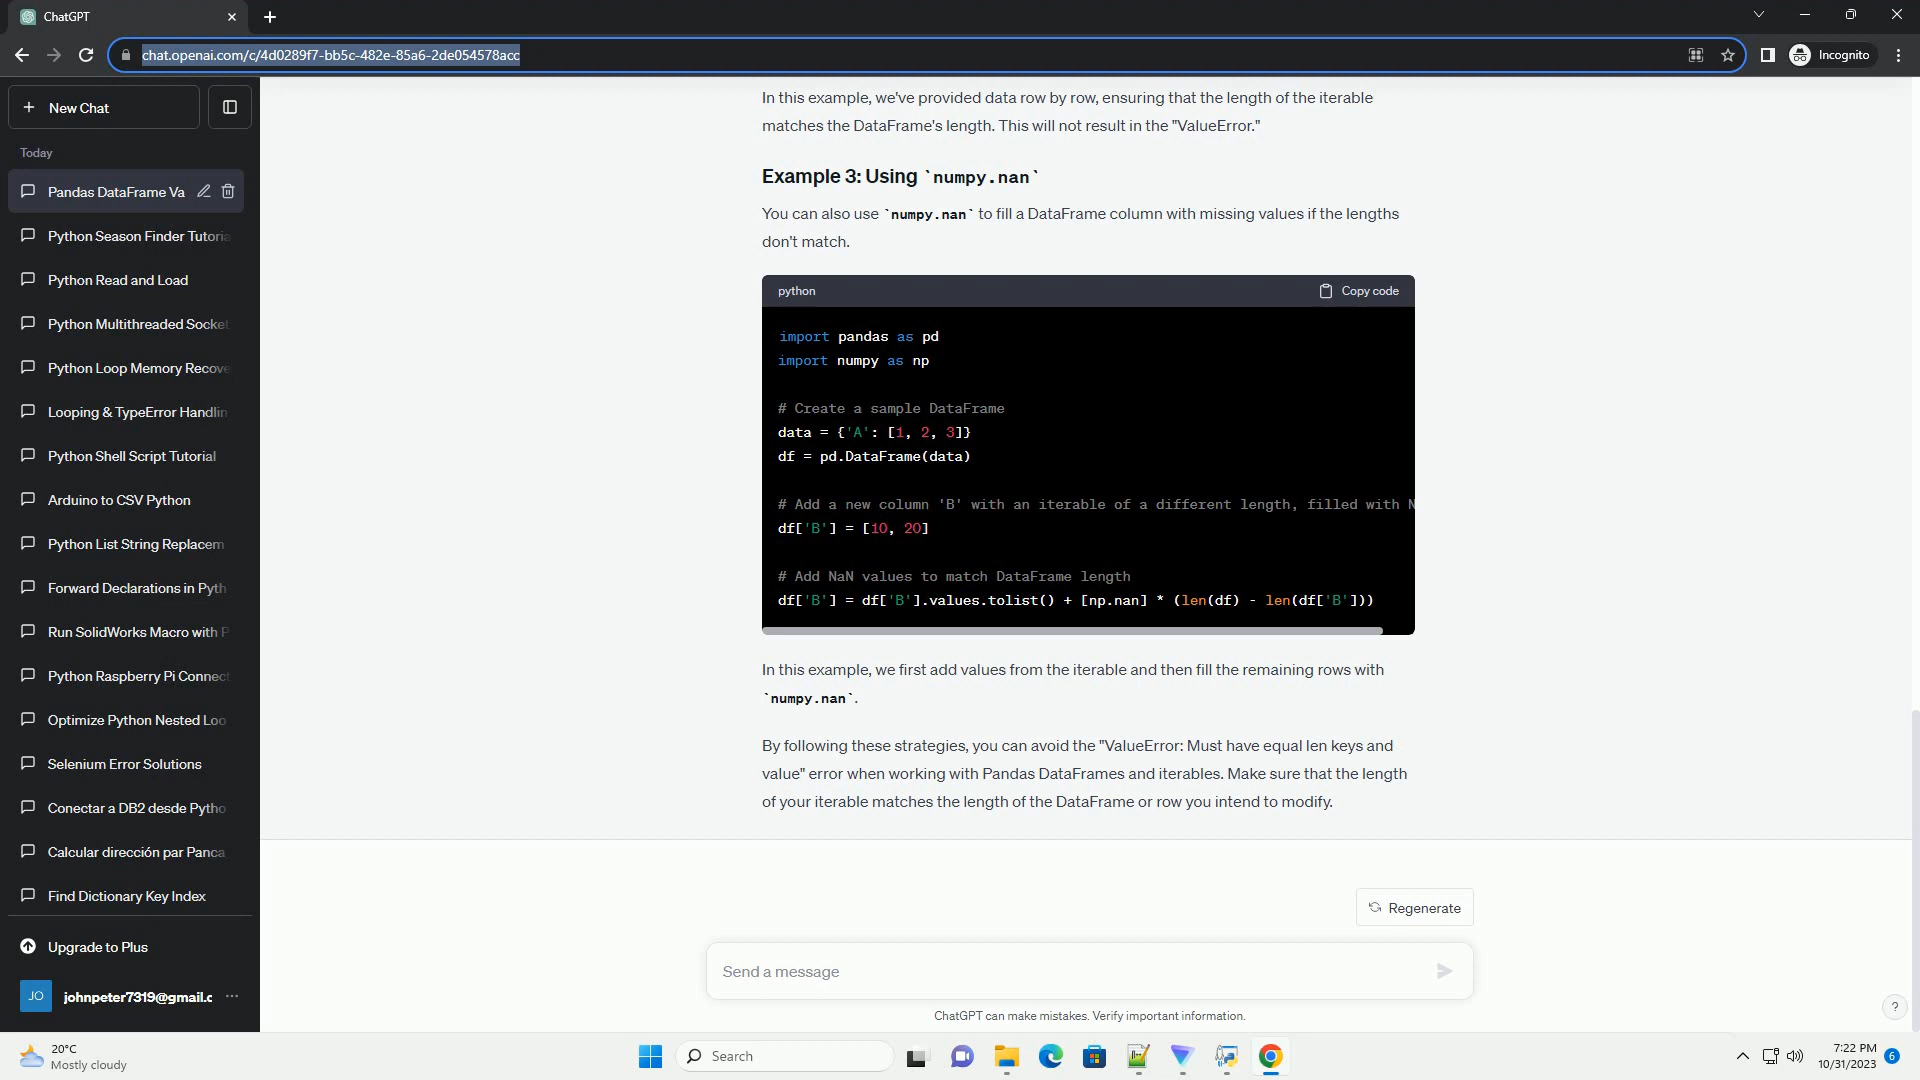 ChatGPT
chat.openai.com/c/4d0289f7-bb5c-482e-85a6-2de054578acc
Incognito
New Chat
Today
Pandas DataFrame Va
Python Season Finder Tutoria
Python Read and Load
Python Multithreaded Socket
Python Loop Memory Recove
Looping & TypeError Handlin
Python Shell Script Tutorial
Arduino to CSV Python
Python List String Replacem
Forward Declarations in Pyth
Run SolidWorks Macro with P
Python Raspberry Pi Connect
Optimize Python Nested Loo
Selenium Error Solutions
Conectar a DB2 desde Pytho
Calcular dirección par Panca
Find Dictionary Key Index
Upgrade to Plus
JO
johnpeter7319@gmail.c
In this example, we've provided data row by row, ensuring that the length of the iterable
matches the DataFrame's length. This will not result in the "ValueError."
Example 3: Using `numpy.nan`
You can also use `numpy.nan` to fill a DataFrame column with missing values if the lengths
don't match.
python
Copy code
import pandas as pd
import numpy as np
# Create a sample DataFrame
data = {'A': [1, 2, 3]}
df = pd.DataFrame(data)
# Add a new column 'B' with an iterable of a different length, filled with N
df['B'] = [10, 20]
# Add NaN values to match DataFrame length
df['B'] = df['B'].values.tolist() + [np.nan] * (len(df) - len(df['B']))
In this example, we first add values from the iterable and then fill the remaining rows with
`numpy.nan`.
By following these strategies, you can avoid the "ValueError: Must have equal len keys and
value" error when working with Pandas DataFrames and iterables. Make sure that the length
of your iterable matches the length of the DataFrame or row you intend to modify.
Regenerate
Send a message
ChatGPT can make mistakes. Verify important information.
?
20°C
Mostly cloudy
Search
7:22 PM
10/31/2023
6